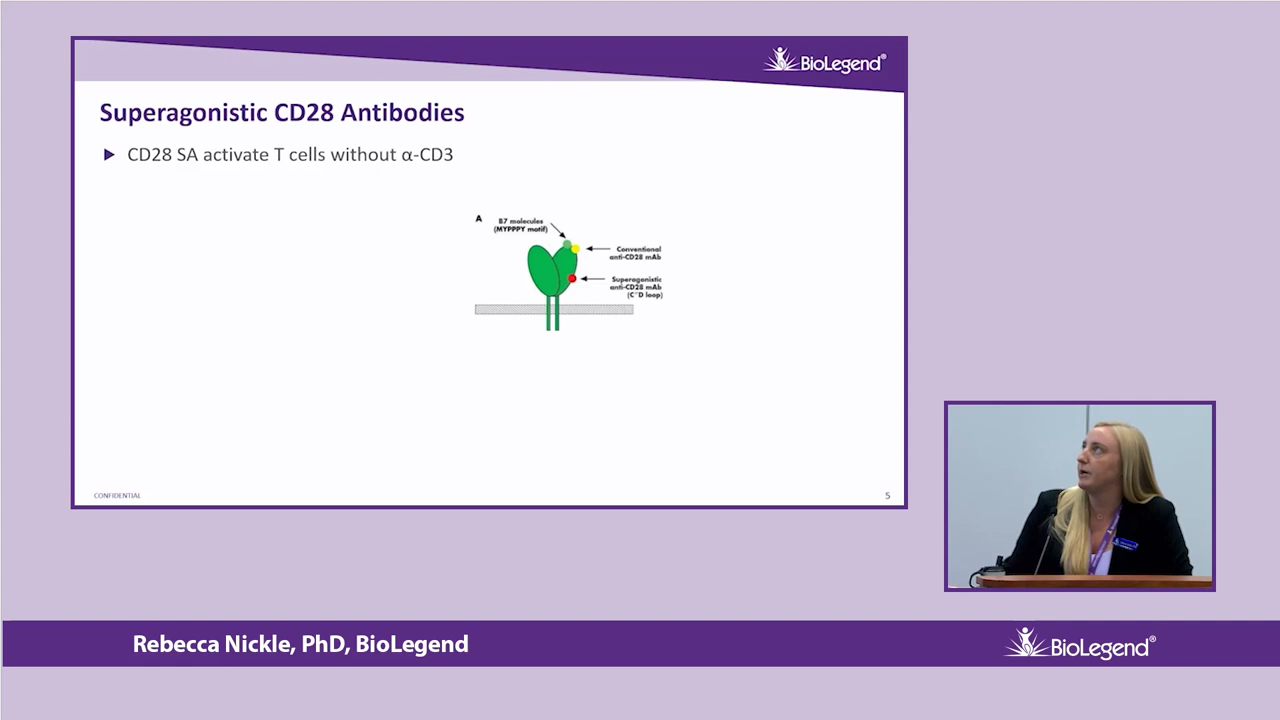 BioLegend®
Superagonistic CD28 Antibodies
CD28 SA activate T cells without α-CD3
A
B7 molecules
(MYPPPY motif)
Conventional
anti-CD28 mAb
Superagonistic
anti-CD28 mAb
(C"D loop)
CONFIDENTIAL
5
Rebecca Nickle, PhD, BioLegend
BioLegend®